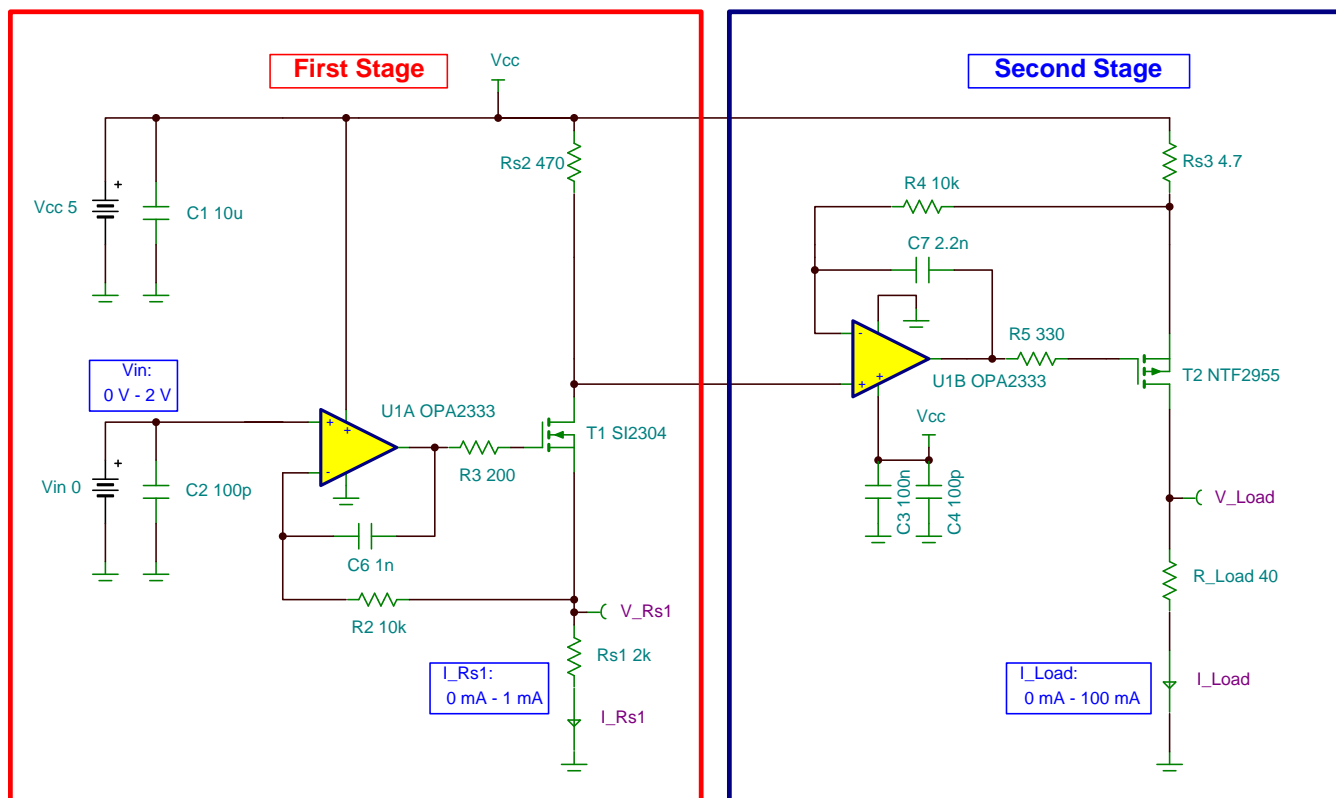 First Stage
Vcc
Rs2 470
Vcc 5
+
C1 10u
Vin:
0 V - 2 V
U1A OPA2333
T1 SI2304
+
+
-
R3 200
+
Vin 0
C2 100p
C6 1n
R2 10k
V_Rs1
Rs1 2k
I_Rs1:
0 mA - 1 mA
I_Rs1
Second Stage
Rs3 4.7
R4 10k
C7 2.2n
-
+
+
R5 330
U1B OPA2333
T2 NTF2955
Vcc
C3 100n
C4 100p
V_Load
R_Load 40
I_Load:
0 mA - 100 mA
I_Load